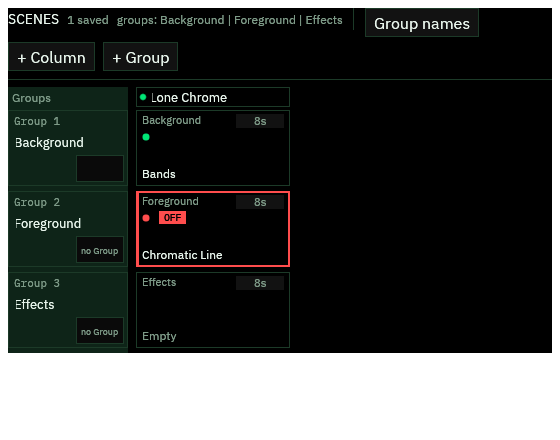 SCENES 1 saved groups: Background | Foreground | Effects Group names
+ Column + Group
Groups Lone Chrome
Group 1 Background 8s
Background
Bands
Group 2 Foreground 8s
Foreground OFF
no Group Chromatic Line
Group 3 Effects 8s
Effects
no Group Empty